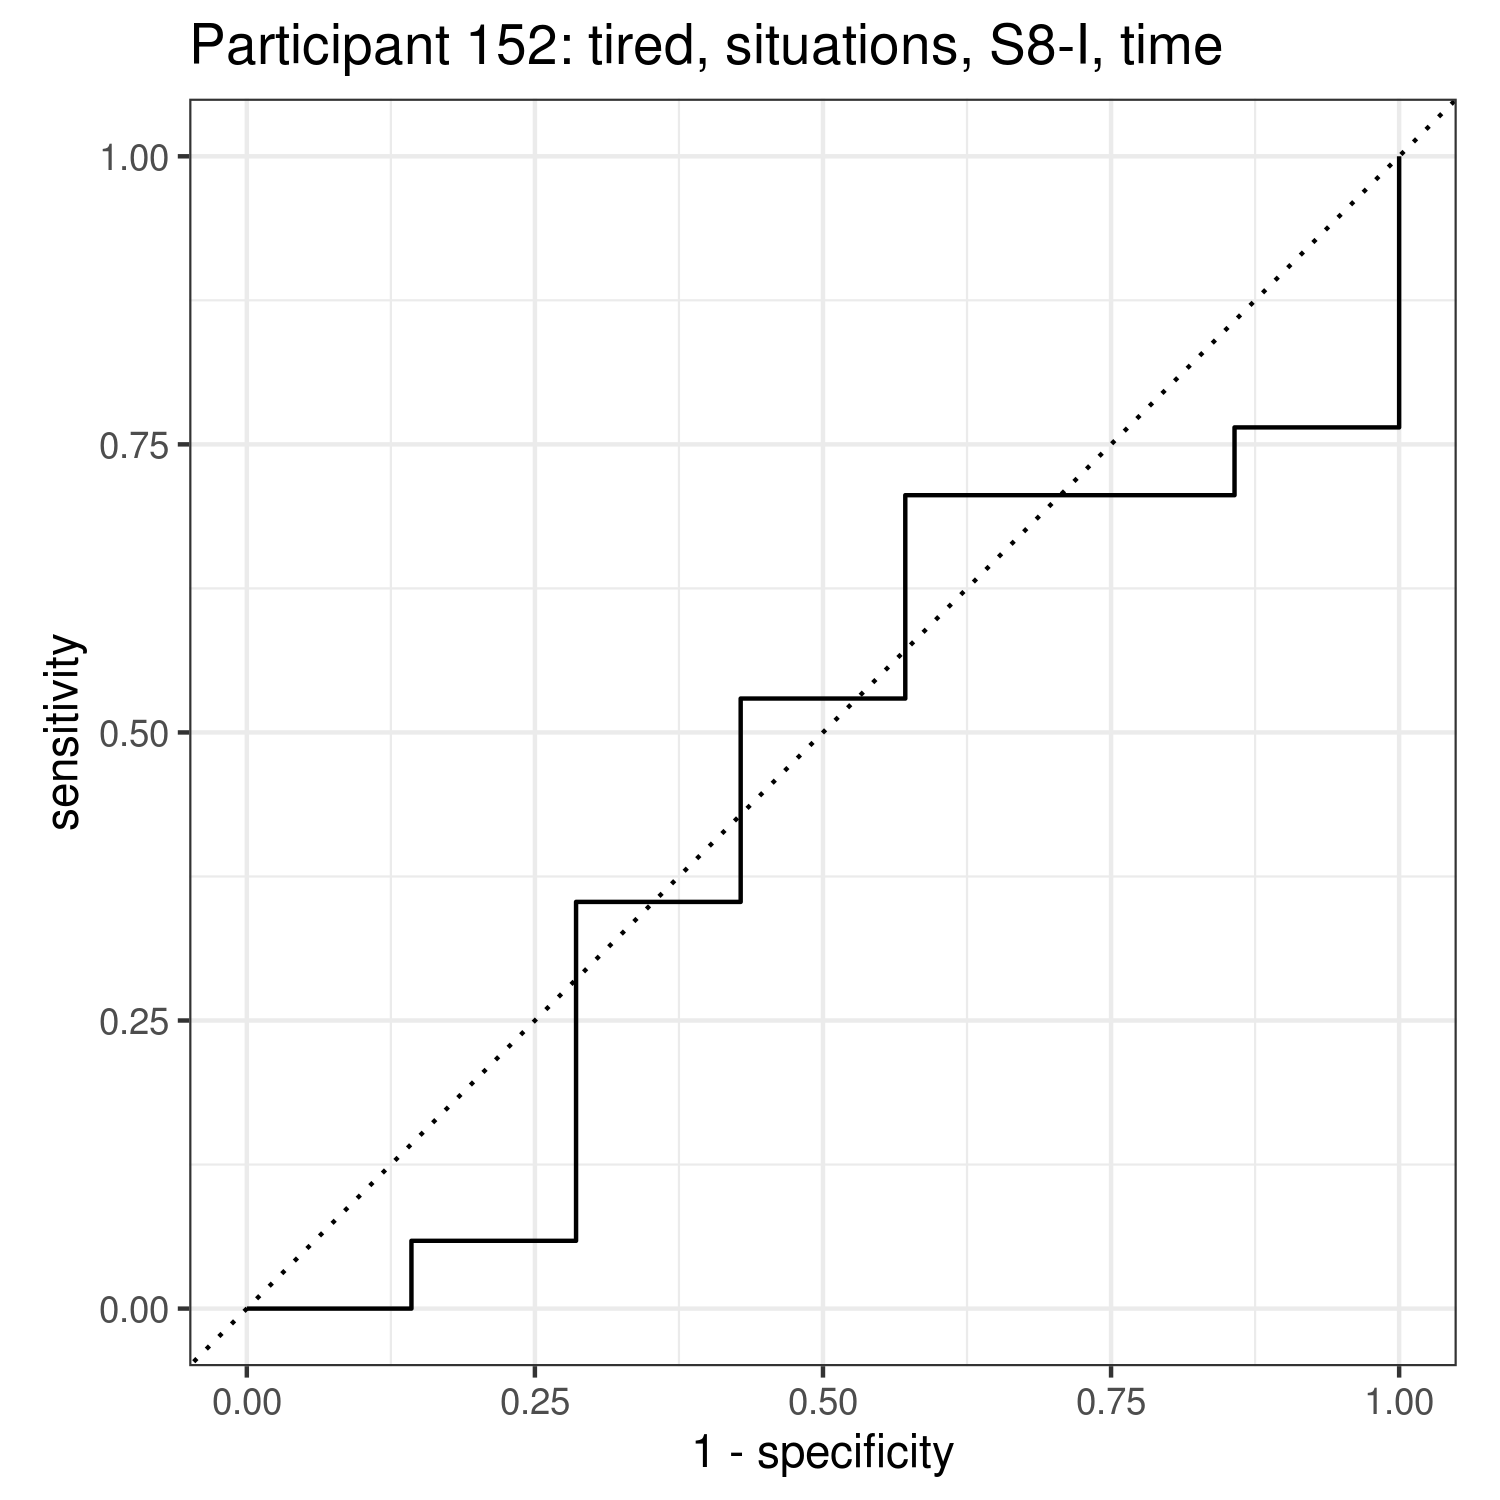 Participant 152: tired, situations, S8-I, time
1.00
0.75
0.50
0.25
0.00
sensitivity
0.00 0.25 0.50 0.75 1.00
1 - specificity